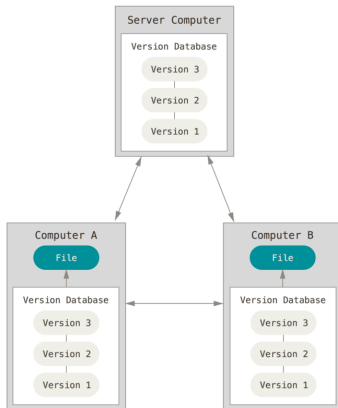 Server Computer
Version Database
Version 3
Version 2
Version 1
Computer A
File
Version Database
Version 3
Version 2
Version 1
Computer B
File
Version Database
Version 3
Version 2
Version 1